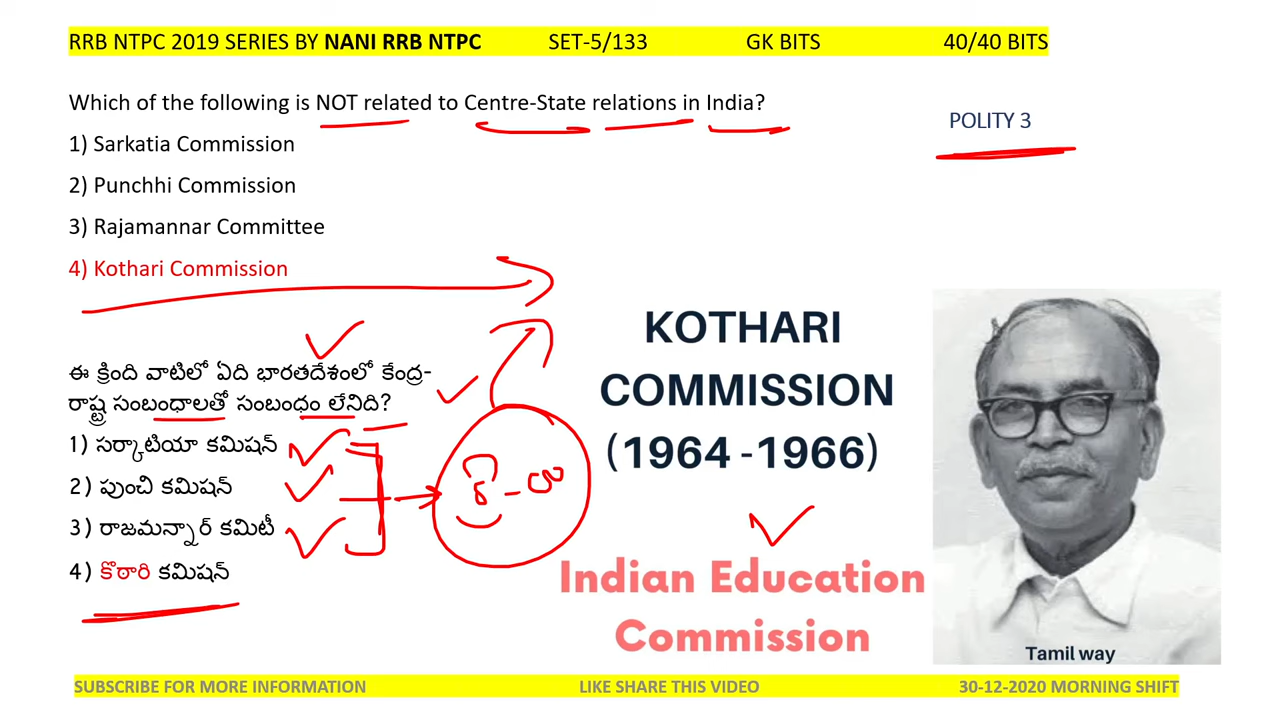 RRB NTPC 2019 SERIES BY NANI RRB NTPC SET-5/133 GK BITS 40/40 BITS
Which of the following is NOT related to Centre-State relations in India?
POLITY 3
1) Sarkatia Commission
2) Punchhi Commission
3) Rajamannar Committee
4) Kothari Commission
ఈ క్రింది వాటిలో ఏది భారతదేశంలో కేంద్ర-
రాష్ట్ర సంబంధాలతో సంబంధం లేనిది?
1) సర్కాటియా కమిషన్
2) పుంచి కమిషన్
3) రాజమన్నార్ కమిటీ
4) కొఠారి కమిషన్
KOTHARI
COMMISSION
(1964 -1966)
Indian Education
Commission
Tamil way
SUBSCRIBE FOR MORE INFORMATION LIKE SHARE THIS VIDEO 30-12-2020 MORNING SHIFT